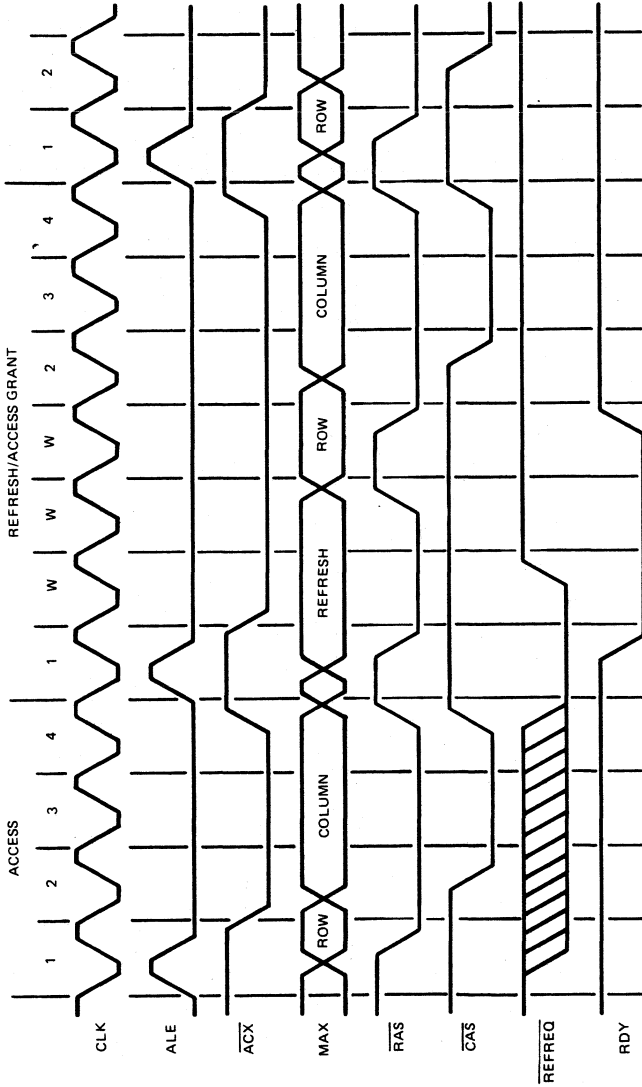 ACCESS
REFRESH/ACCESS GRANT
1 2 3 4 1 W W W 2 3 4 1 2
CLK
ALE
ACX
MAX ROW COLUMN REFRESH ROW COLUMN ROW
RAS
CAS
REFREQ
RDY